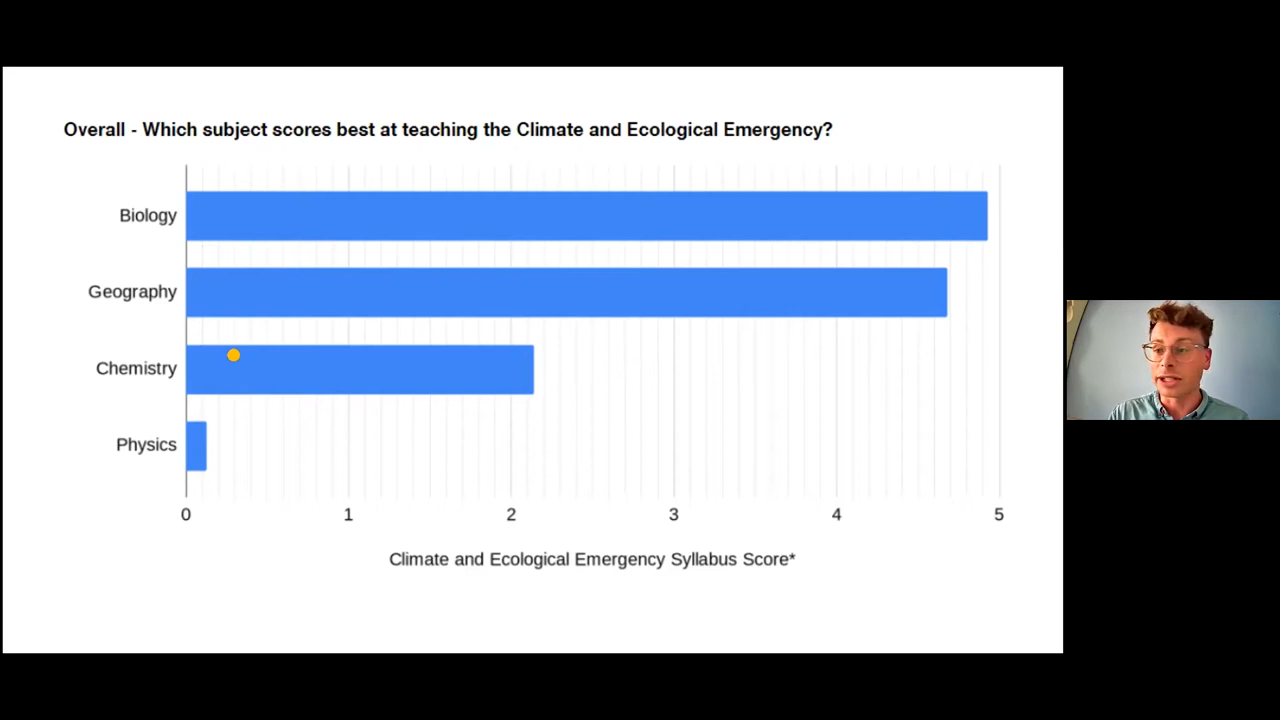 Overall - Which subject scores best at teaching the Climate and Ecological Emergency?
Biology
Geography
Chemistry
Physics
0 1 2 3 4 5
Climate and Ecological Emergency Syllabus Score*